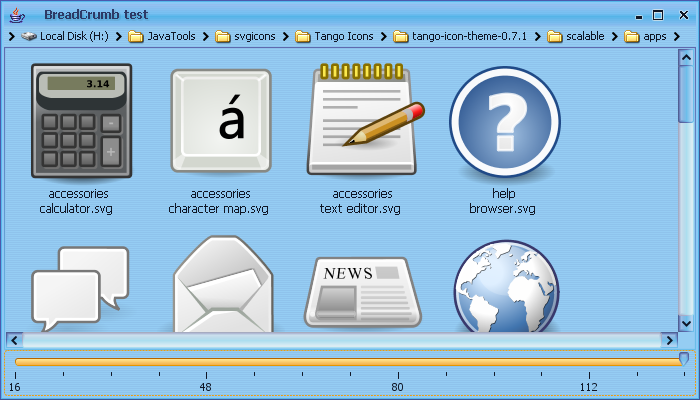 BreadCrumb test
Local Disk (H:) JavaTools svgicons Tango Icons tango-icon-theme-0.7.1 scalable apps
3.14
á
accessories
calculator.svg
accessories
character map.svg
accessories
text editor.svg
?
help
browser.svg
NEWS
16 48 80 112